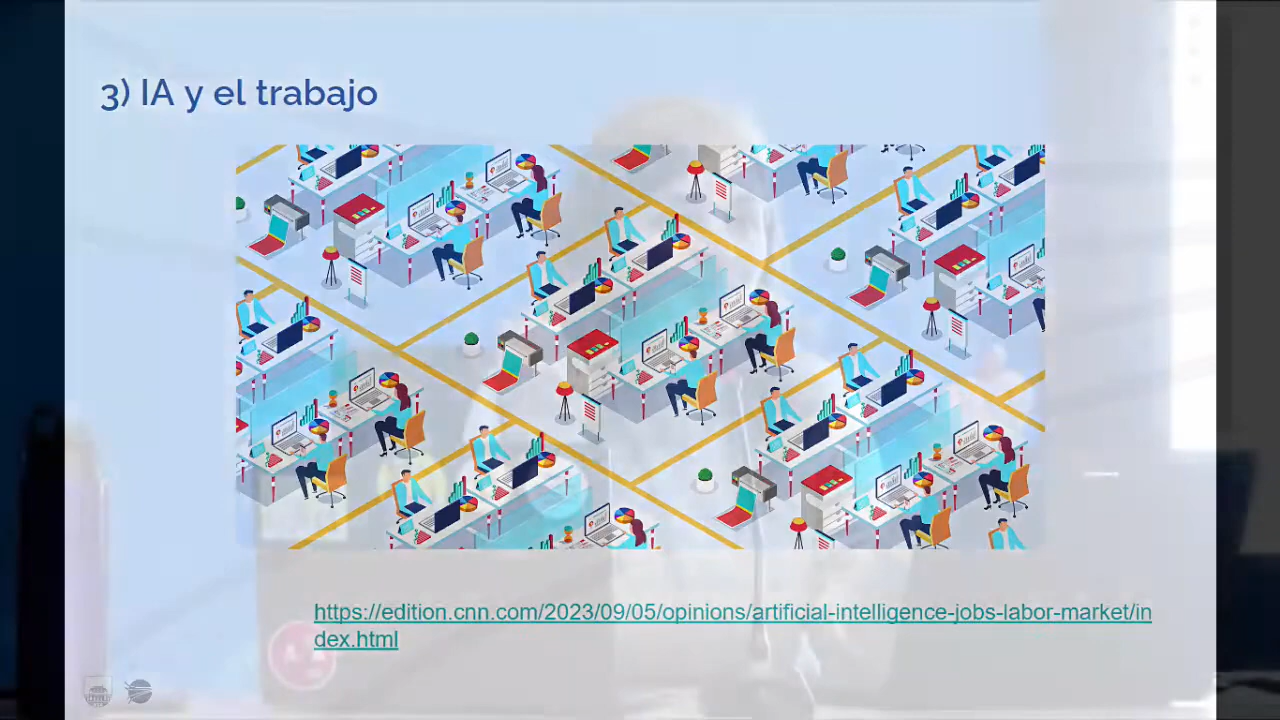 3) IA y el trabajo
https://edition.cnn.com/2023/09/05/opinions/artificial-intelligence-jobs-labor-market/in
dex.html